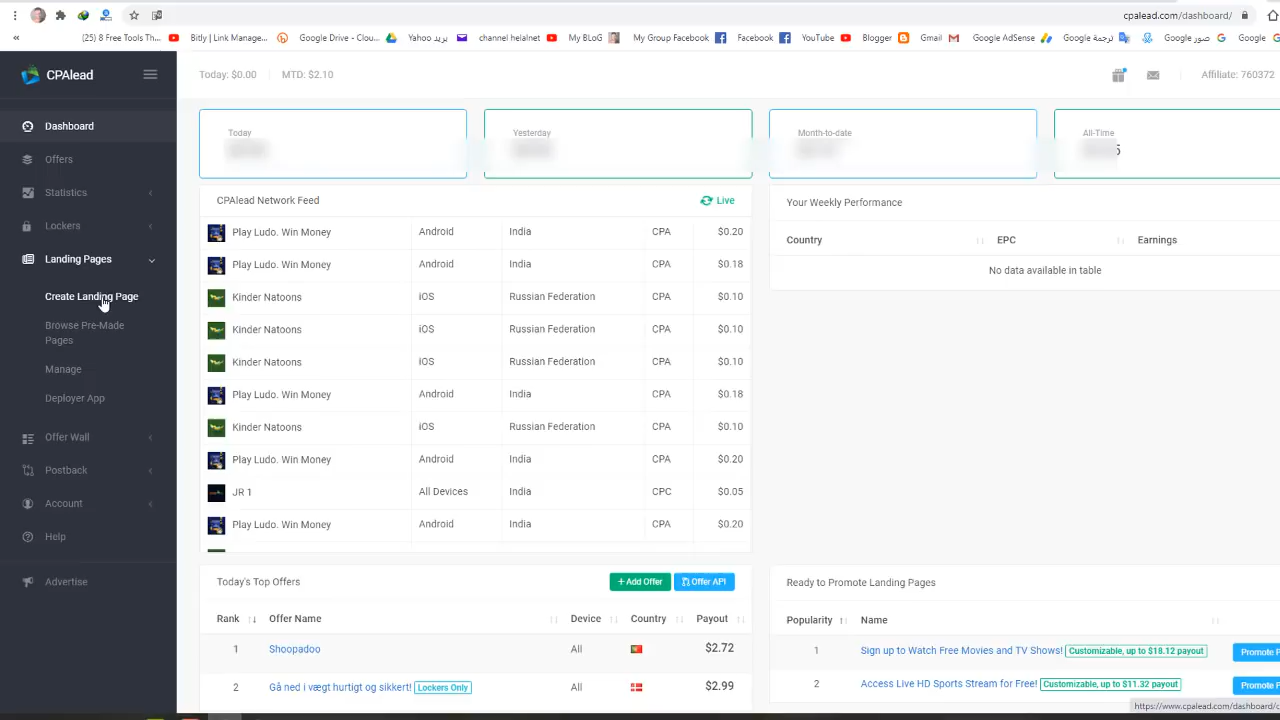 cpalead.com/dashboard/
«
(25) 8 Free Tools Th...
Bitly | Link Manage...
Google Drive - Clou...
بريد Yahoo
channel helalnet
My BLoG
My Group Facebook
Facebook
YouTube
Blogger
Gmail
Google AdSense
ترجمة Google
صور Google
Google
CPAlead
Today: $0.00
MTD: $2.10
Affiliate: 760372
Dashboard
Offers
Statistics
Lockers
Landing Pages
Create Landing Page
Browse Pre-Made
Pages
Manage
Deployer App
Offer Wall
Postback
Account
Help
Advertise
Today
Yesterday
Month-to-date
All-Time
5
CPAlead Network Feed
Live
Play Ludo. Win Money Android India CPA $0.20
Play Ludo. Win Money Android India CPA $0.18
Kinder Natoons iOS Russian Federation CPA $0.10
Kinder Natoons iOS Russian Federation CPA $0.10
Kinder Natoons iOS Russian Federation CPA $0.10
Play Ludo. Win Money Android India CPA $0.18
Kinder Natoons iOS Russian Federation CPA $0.10
Play Ludo. Win Money Android India CPA $0.20
JR 1 All Devices India CPC $0.05
Play Ludo. Win Money Android India CPA $0.20
Your Weekly Performance
Country EPC Earnings
No data available in table
Today's Top Offers
+ Add Offer
Offer API
Rank Offer Name Device Country Payout
1 Shoopadoo All $2.72
2 Gå ned i vægt hurtigt og sikkert! Lockers Only All $2.99
Ready to Promote Landing Pages
Popularity Name
1 Sign up to Watch Free Movies and TV Shows! Customizable, up to $18.12 payout Promote P
2 Access Live HD Sports Stream for Free! Customizable, up to $11.32 payout Promote P
https://www.cpalead.com/dashboard/c